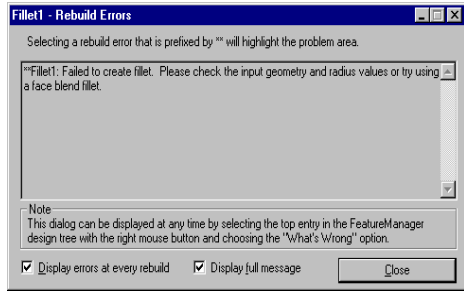 Fillet1 - Rebuild Errors
Selecting a rebuild error that is prefixed by ** will highlight the problem area.
**Fillet1: Failed to create fillet. Please check the input geometry and radius values or try using
a face blend fillet.
Note
This dialog can be displayed at any time by selecting the top entry in the FeatureManager
design tree with the right mouse button and choosing the "What's Wrong" option.
Display errors at every rebuild Display full message Close